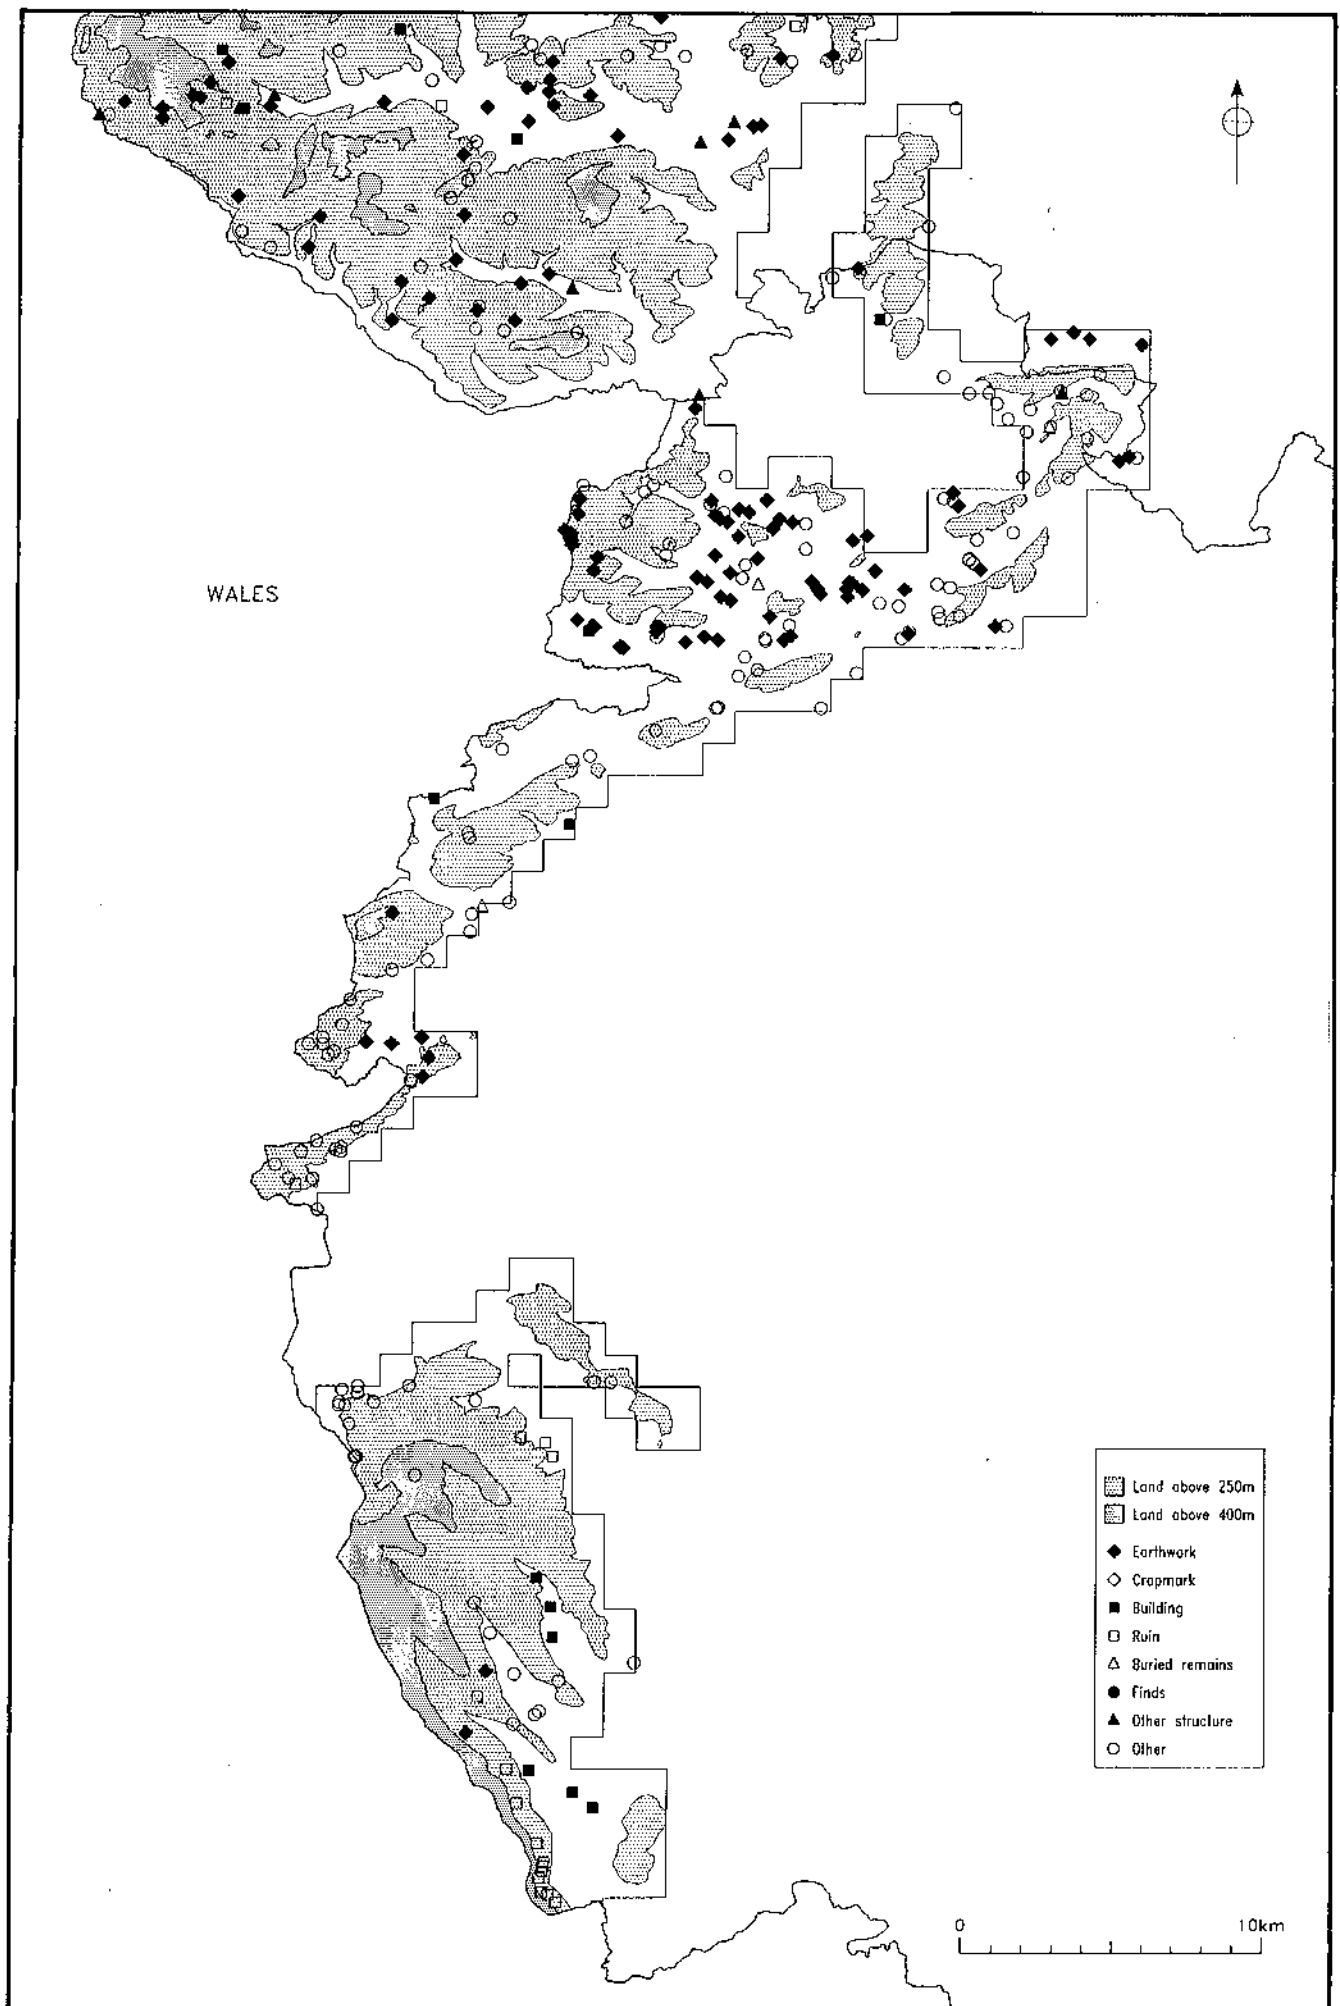 WALES
Land above 250m
Land above 400m
Earthwork
Cropmark
Building
Ruin
Buried remains
Finds
Other structure
Other
0 10km